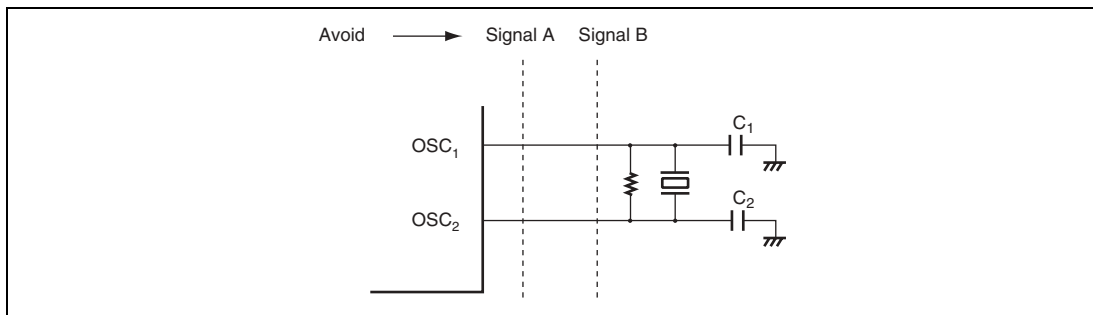 Avoid Signal A Signal B
C₁
OSC₁
C₂
OSC₂